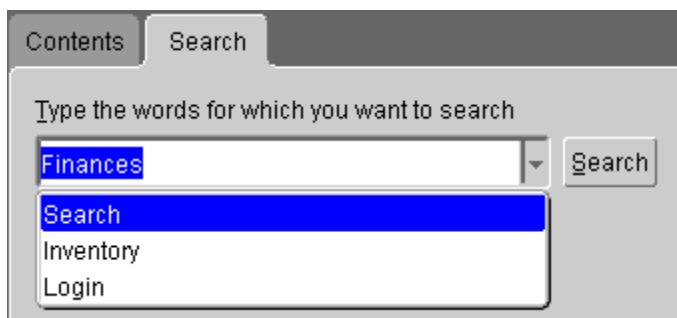 Contents Search
Type the words for which you want to search
Finances Search
Search
Inventory
Login